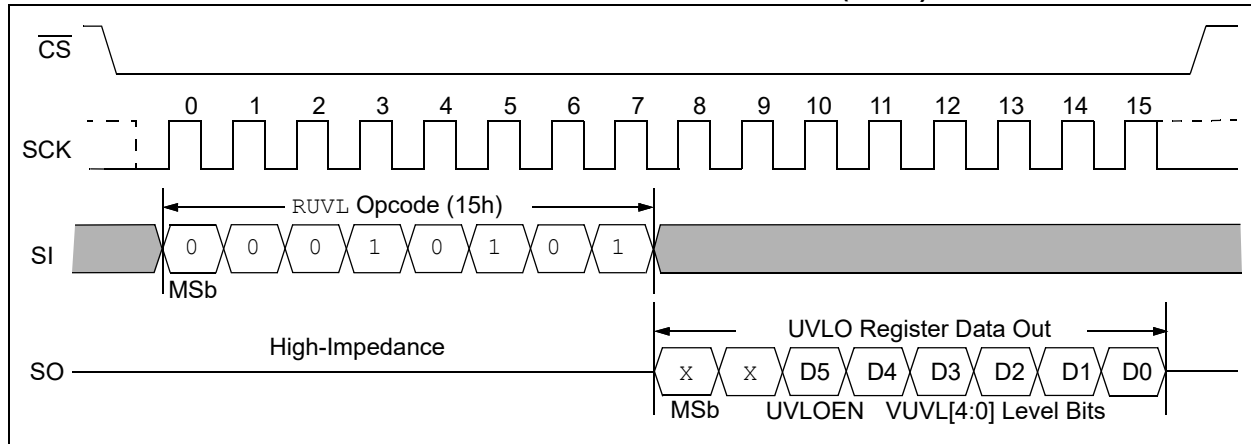 CS
0 1 2 3 4 5 6 7 8 9 10 11 12 13 14 15
SCK
RUVL Opcode (15h)
SI 0 0 0 1 0 1 0 1
MSb
UVLO Register Data Out
High-Impedance
SO X X D5 D4 D3 D2 D1 D0
MSb UVLOEN VUVL[4:0] Level Bits